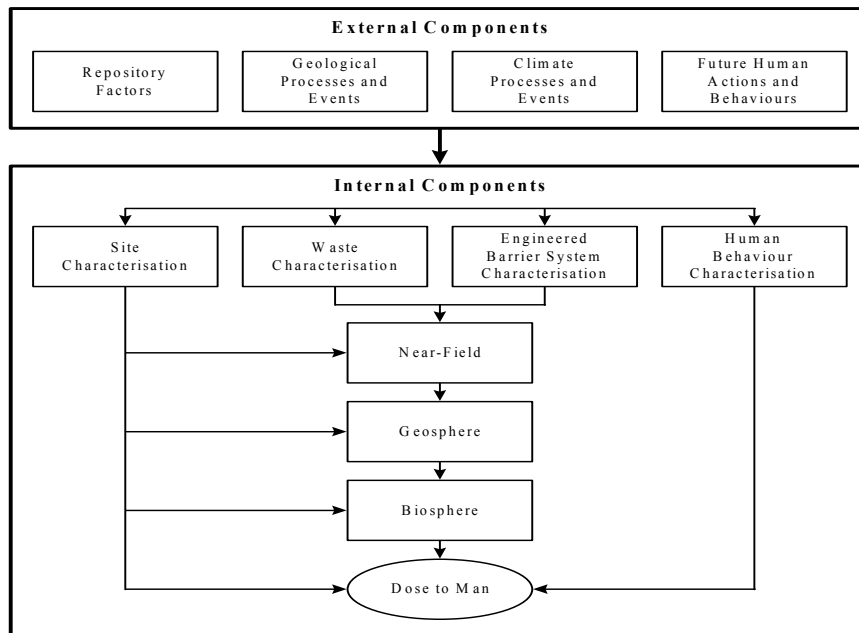 External Components
Repository
Factors
Geological
Processes and
Events
Climate
Processes and
Events
Future Human
Actions and
Behaviours
Internal Components
Site
Characterisation
Waste
Characterisation
Engineered
Barrier System
Characterisation
Human
Behaviour
Characterisation
Near-Field
Geosphere
Biosphere
Dose to Man